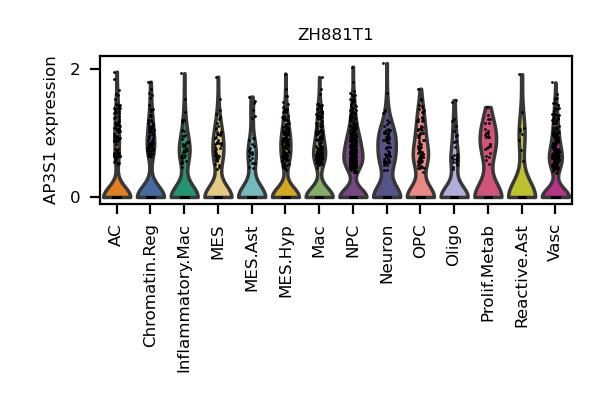 ZH881T1
AP3S1 expression
2
0
AC
Chromatin.Reg
Inflammatory.Mac
MES
MES.Ast
MES.Hyp
Mac
NPC
Neuron
OPC
Oligo
Prolif.Metab
Reactive.Ast
Vasc